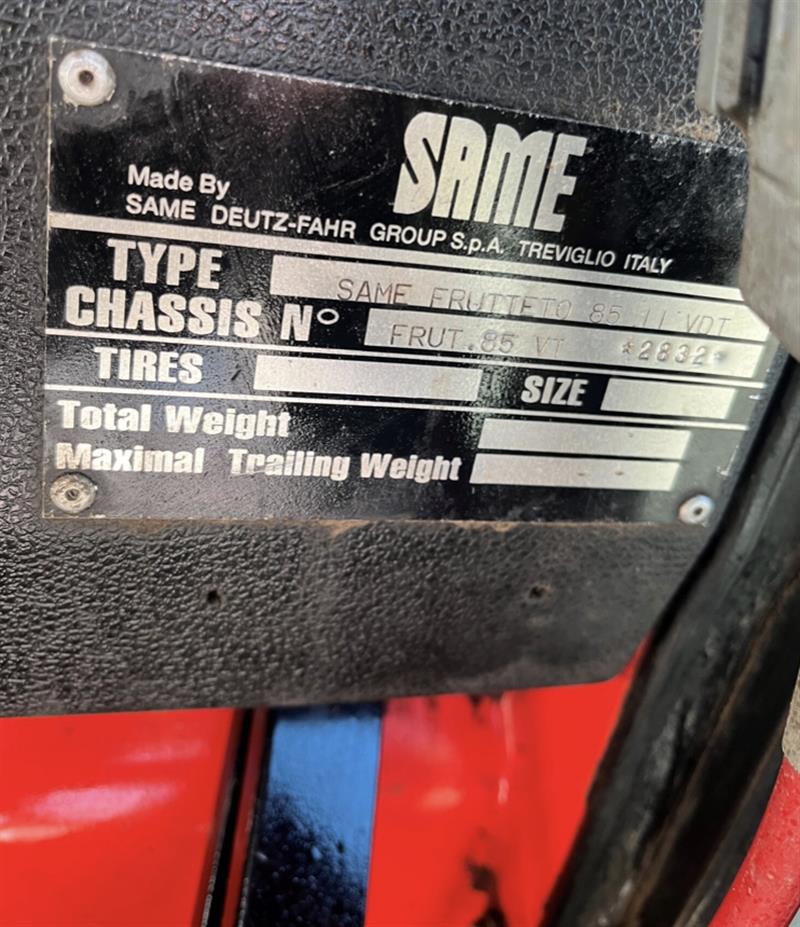 SAME
Made By
SAME DEUTZ-FAHR GROUP S.p.A. TREVIGLIO ITALY
TYPE SAME FRUTTETO 85 II VDT
CHASSIS N° FRUT.85 VT *2832*
TIRES SIZE
Total Weight
Maximal Trailing Weight